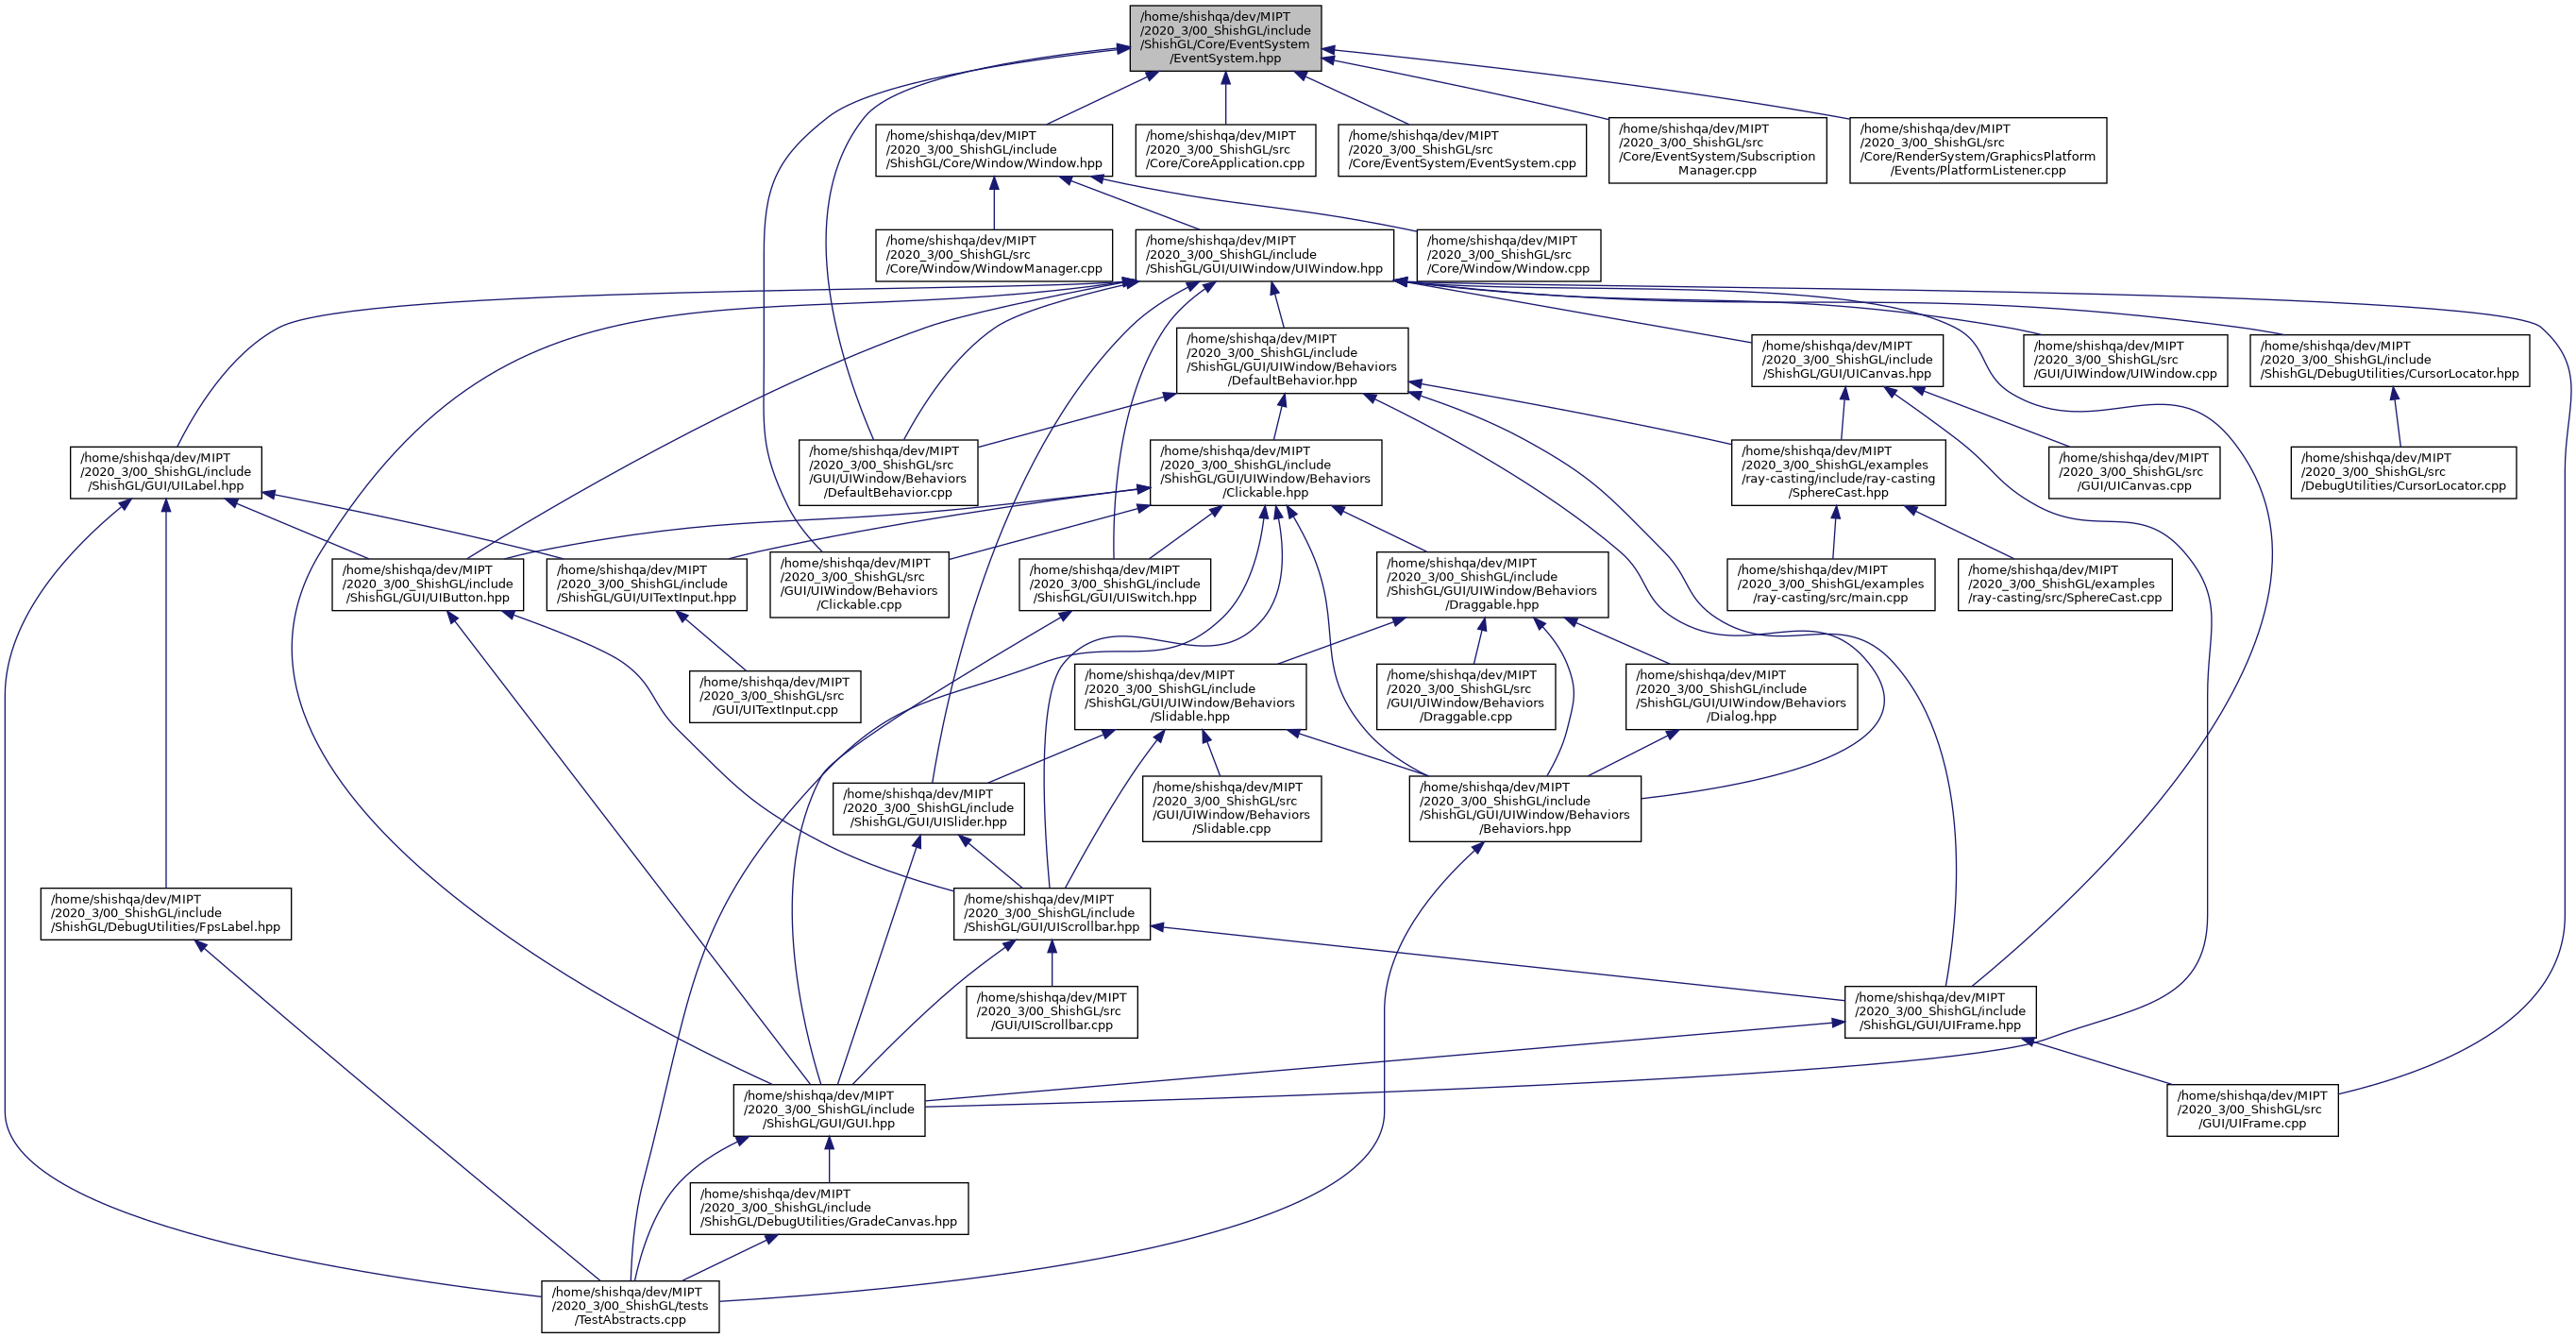 /home/shishqa/dev/MIPT
/2020_3/00_ShishGL/include
/ShishGL/Core/EventSystem
/EventSystem.hpp
/home/shishqa/dev/MIPT
/2020_3/00_ShishGL/include
/ShishGL/Core/Window/Window.hpp
/home/shishqa/dev/MIPT
/2020_3/00_ShishGL/src
/Core/CoreApplication.cpp
/home/shishqa/dev/MIPT
/2020_3/00_ShishGL/src
/Core/EventSystem/EventSystem.cpp
/home/shishqa/dev/MIPT
/2020_3/00_ShishGL/src
/Core/EventSystem/Subscription
Manager.cpp
/home/shishqa/dev/MIPT
/2020_3/00_ShishGL/src
/Core/RenderSystem/GraphicsPlatform
/Events/PlatformListener.cpp
/home/shishqa/dev/MIPT
/2020_3/00_ShishGL/src
/Core/Window/WindowManager.cpp
/home/shishqa/dev/MIPT
/2020_3/00_ShishGL/include
/ShishGL/GUI/UIWindow/UIWindow.hpp
/home/shishqa/dev/MIPT
/2020_3/00_ShishGL/src
/Core/Window/Window.cpp
/home/shishqa/dev/MIPT
/2020_3/00_ShishGL/include
/ShishGL/GUI/UIWindow/Behaviors
/DefaultBehavior.hpp
/home/shishqa/dev/MIPT
/2020_3/00_ShishGL/include
/ShishGL/GUI/UICanvas.hpp
/home/shishqa/dev/MIPT
/2020_3/00_ShishGL/src
/GUI/UIWindow/UIWindow.cpp
/home/shishqa/dev/MIPT
/2020_3/00_ShishGL/include
/ShishGL/DebugUtilities/CursorLocator.hpp
/home/shishqa/dev/MIPT
/2020_3/00_ShishGL/include
/ShishGL/GUI/UILabel.hpp
/home/shishqa/dev/MIPT
/2020_3/00_ShishGL/src
/GUI/UIWindow/Behaviors
/DefaultBehavior.cpp
/home/shishqa/dev/MIPT
/2020_3/00_ShishGL/include
/ShishGL/GUI/UIWindow/Behaviors
/Clickable.hpp
/home/shishqa/dev/MIPT
/2020_3/00_ShishGL/examples
/ray-casting/include/ray-casting
/SphereCast.hpp
/home/shishqa/dev/MIPT
/2020_3/00_ShishGL/src
/GUI/UICanvas.cpp
/home/shishqa/dev/MIPT
/2020_3/00_ShishGL/src
/DebugUtilities/CursorLocator.cpp
/home/shishqa/dev/MIPT
/2020_3/00_ShishGL/include
/ShishGL/GUI/UIButton.hpp
/home/shishqa/dev/MIPT
/2020_3/00_ShishGL/include
/ShishGL/GUI/UITextInput.hpp
/home/shishqa/dev/MIPT
/2020_3/00_ShishGL/src
/GUI/UIWindow/Behaviors
/Clickable.cpp
/home/shishqa/dev/MIPT
/2020_3/00_ShishGL/include
/ShishGL/GUI/UISwitch.hpp
/home/shishqa/dev/MIPT
/2020_3/00_ShishGL/include
/ShishGL/GUI/UIWindow/Behaviors
/Draggable.hpp
/home/shishqa/dev/MIPT
/2020_3/00_ShishGL/examples
/ray-casting/src/main.cpp
/home/shishqa/dev/MIPT
/2020_3/00_ShishGL/examples
/ray-casting/src/SphereCast.cpp
/home/shishqa/dev/MIPT
/2020_3/00_ShishGL/src
/GUI/UITextInput.cpp
/home/shishqa/dev/MIPT
/2020_3/00_ShishGL/include
/ShishGL/GUI/UIWindow/Behaviors
/Slidable.hpp
/home/shishqa/dev/MIPT
/2020_3/00_ShishGL/src
/GUI/UIWindow/Behaviors
/Draggable.cpp
/home/shishqa/dev/MIPT
/2020_3/00_ShishGL/include
/ShishGL/GUI/UIWindow/Behaviors
/Dialog.hpp
/home/shishqa/dev/MIPT
/2020_3/00_ShishGL/include
/ShishGL/GUI/UISlider.hpp
/home/shishqa/dev/MIPT
/2020_3/00_ShishGL/src
/GUI/UIWindow/Behaviors
/Slidable.cpp
/home/shishqa/dev/MIPT
/2020_3/00_ShishGL/include
/ShishGL/GUI/UIWindow/Behaviors
/Behaviors.hpp
/home/shishqa/dev/MIPT
/2020_3/00_ShishGL/include
/ShishGL/DebugUtilities/FpsLabel.hpp
/home/shishqa/dev/MIPT
/2020_3/00_ShishGL/include
/ShishGL/GUI/UIScrollbar.hpp
/home/shishqa/dev/MIPT
/2020_3/00_ShishGL/src
/GUI/UIScrollbar.cpp
/home/shishqa/dev/MIPT
/2020_3/00_ShishGL/include
/ShishGL/GUI/UIFrame.hpp
/home/shishqa/dev/MIPT
/2020_3/00_ShishGL/include
/ShishGL/GUI/GUI.hpp
/home/shishqa/dev/MIPT
/2020_3/00_ShishGL/src
/GUI/UIFrame.cpp
/home/shishqa/dev/MIPT
/2020_3/00_ShishGL/include
/ShishGL/DebugUtilities/GradeCanvas.hpp
/home/shishqa/dev/MIPT
/2020_3/00_ShishGL/tests
/TestAbstracts.cpp